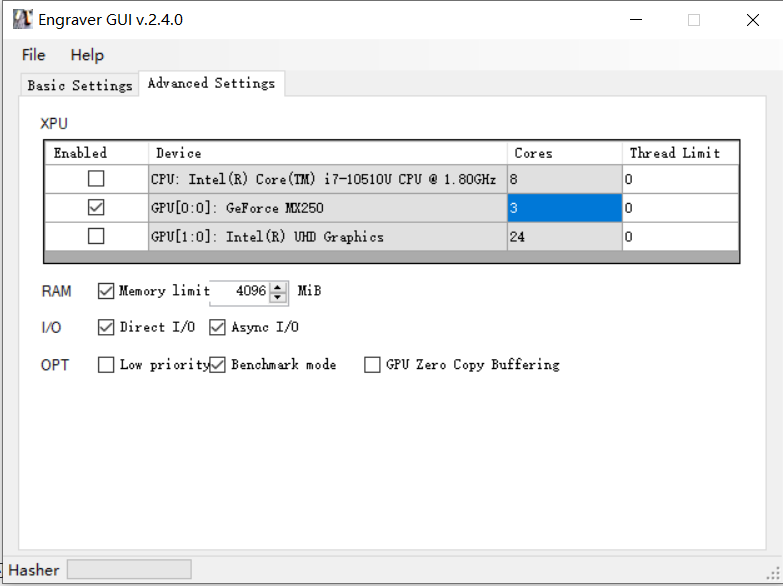 Engraver GUI v.2.4.0
File Help
Basic Settings Advanced Settings
XPU
Enabled Device Cores Thread Limit
CPU: Intel(R) Core(TM) i7-10510U CPU @ 1.80GHz 8 0
GPU[0:0]: GeForce MX250 3 0
GPU[1:0]: Intel(R) UHD Graphics 24 0
RAM Memory limit 4096 MiB
I/O Direct I/O Async I/O
OPT Low priority Benchmark mode GPU Zero Copy Buffering
Hasher